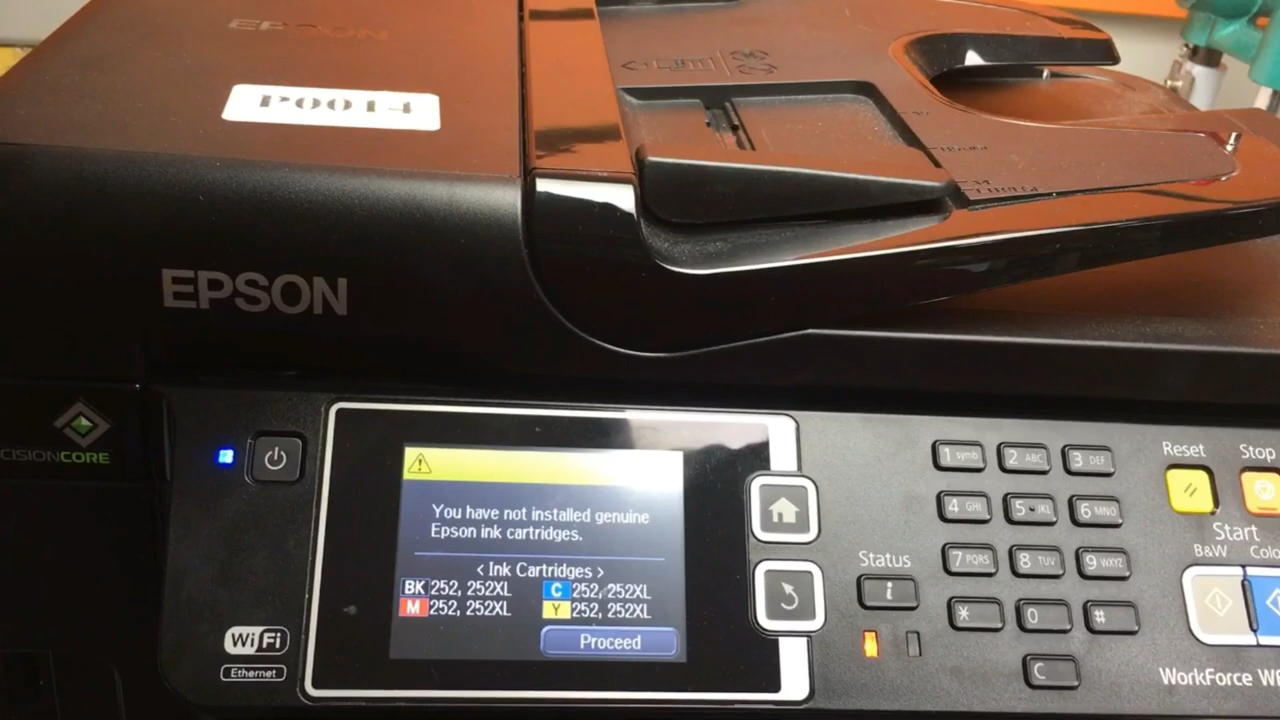 EPSON
P0014
EPSON
CISIONCORE
You have not installed genuine
Epson ink cartridges.
< Ink Cartridges >
BK 252, 252XL C 252, 252XL
M 252, 252XL Y 252, 252XL
Proceed
WiFi
Ethernet
Status
i
1 symb 2 ABC 3 DEF
4 GHI 5 JKL 6 MNO
7 PQRS 8 TUV 9 WXYZ
* 0 #
C
Reset Stop
Start
B&W Colo
WorkForce WF